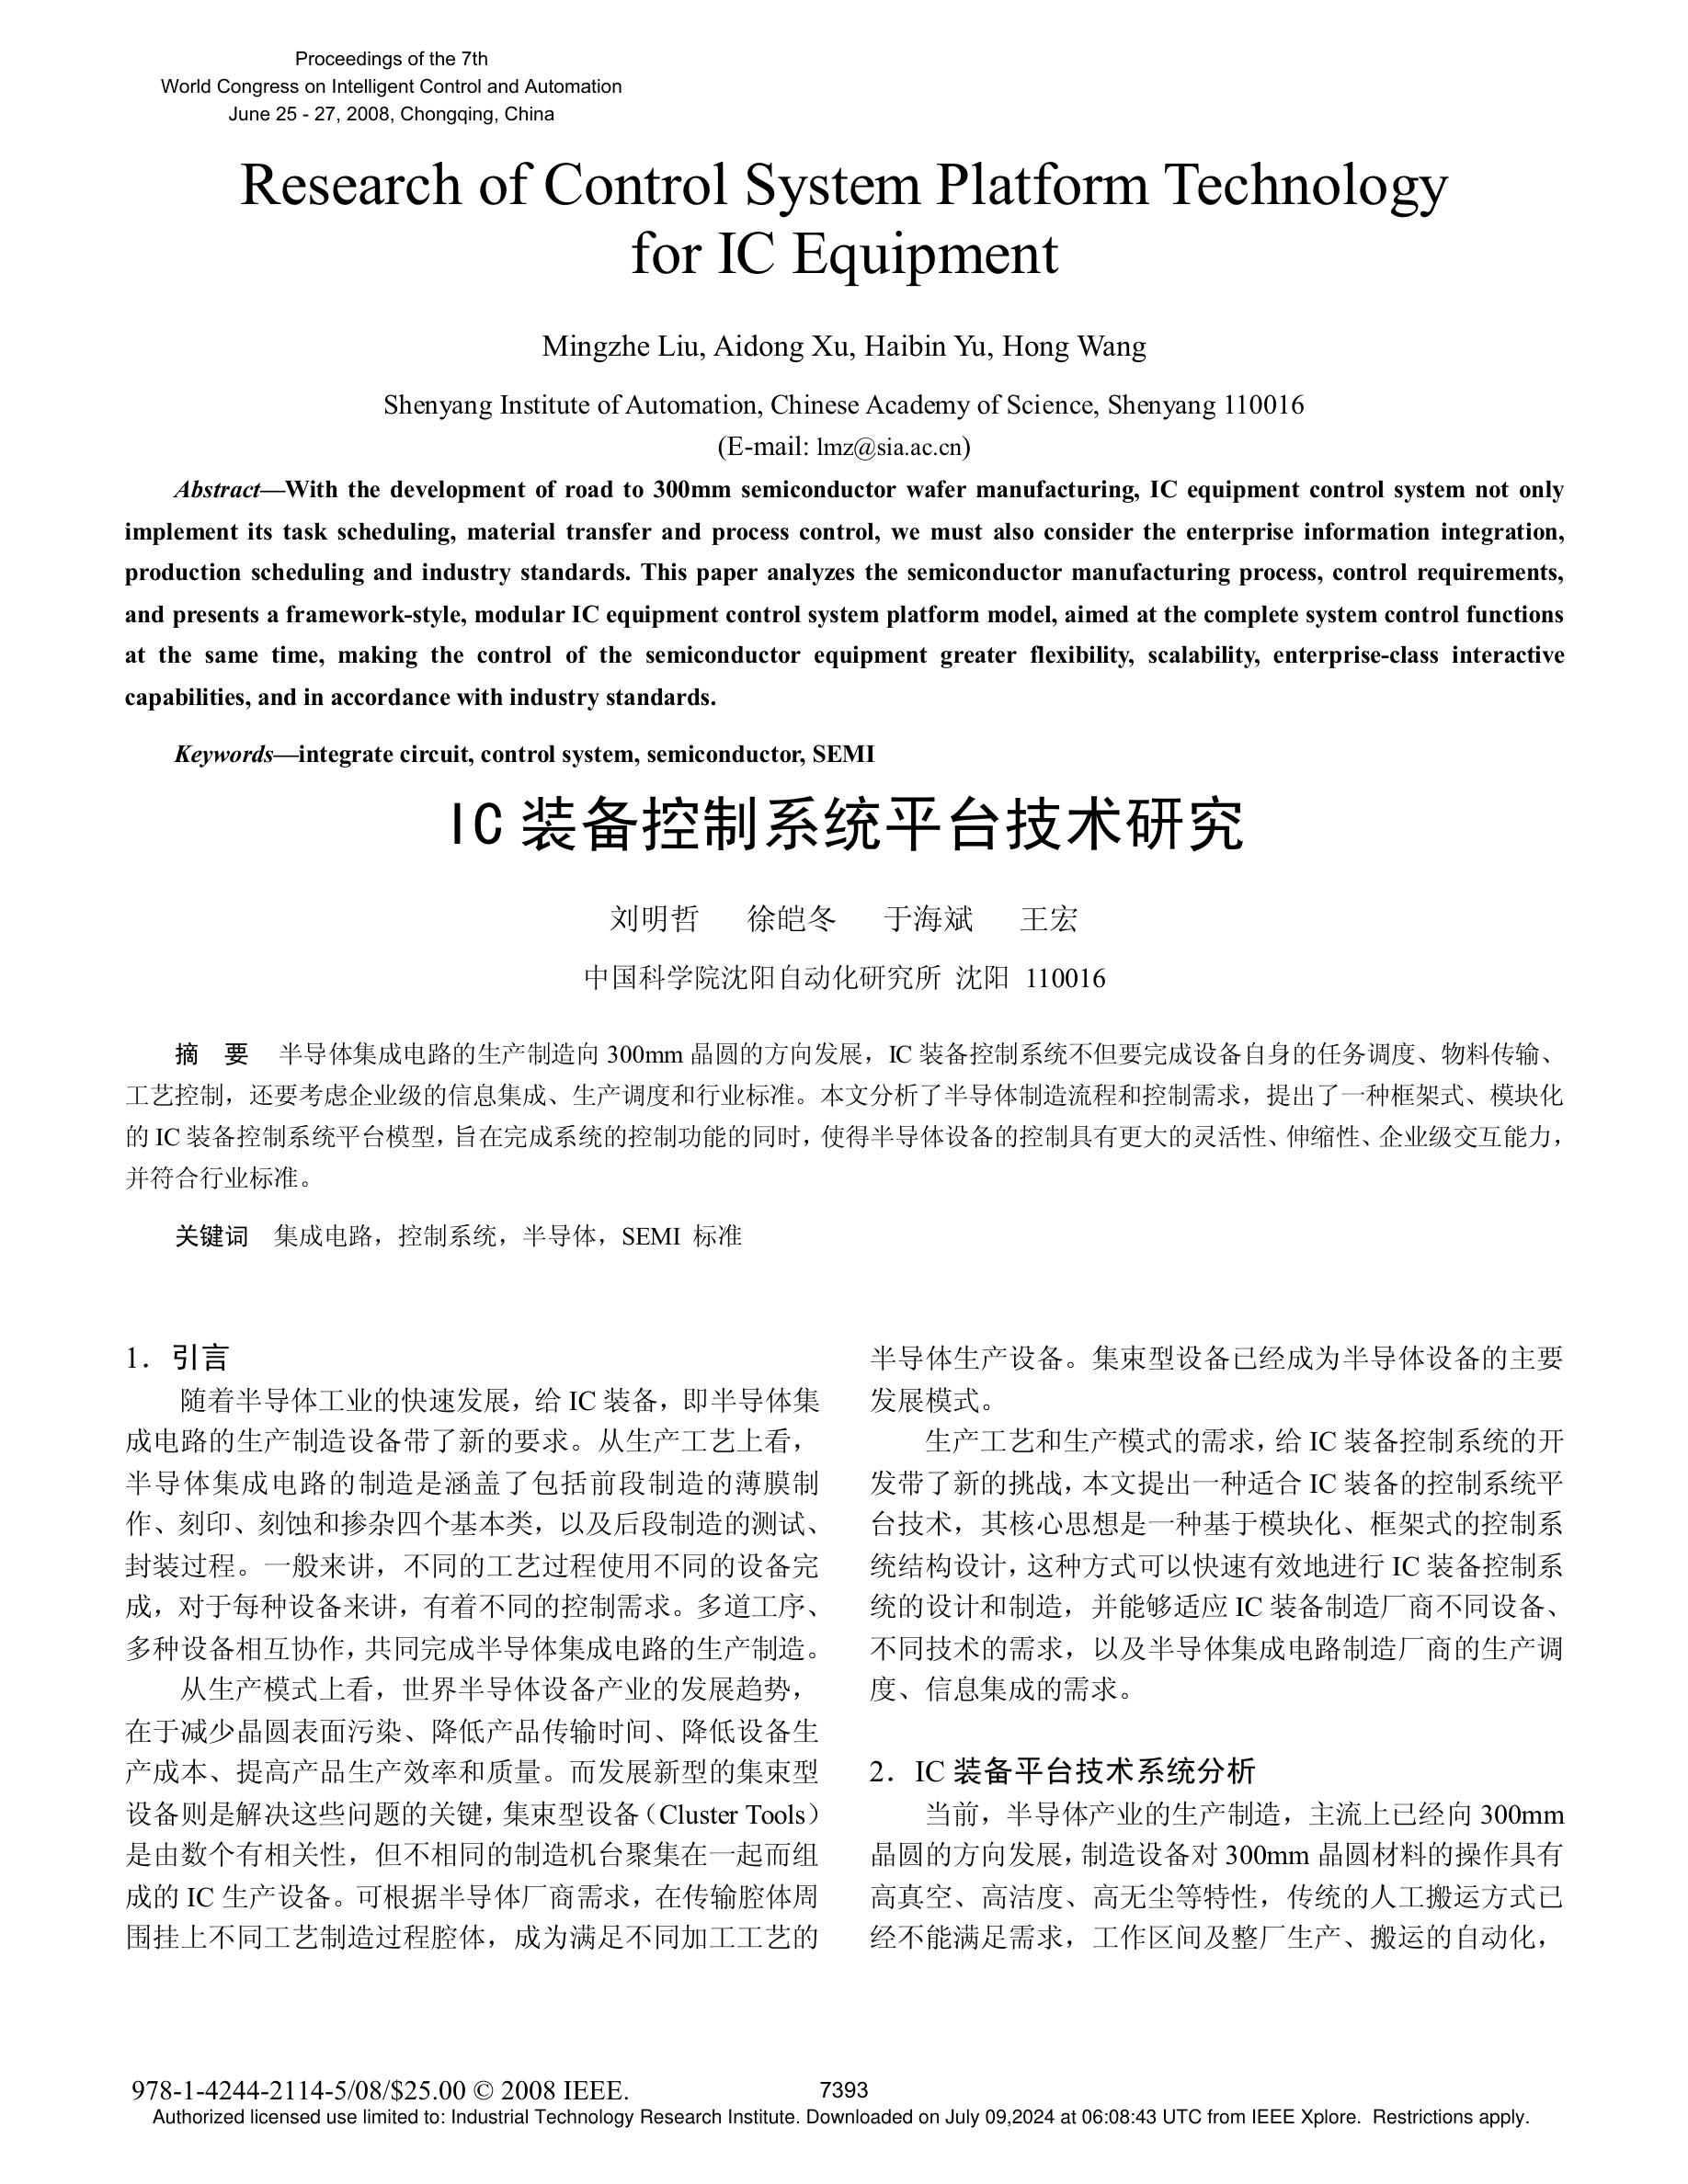 Proceedings of the 7th
World Congress on Intelligent Control and Automation
June 25 - 27, 2008, Chongqing, China
Research of Control System Platform Technology
for IC Equipment
Mingzhe Liu, Aidong Xu, Haibin Yu, Hong Wang
Shenyang Institute of Automation, Chinese Academy of Science, Shenyang 110016
(E-mail: lmz@sia.ac.cn)
Abstract—With the development of road to 300mm semiconductor wafer manufacturing, IC equipment control system not only
implement its task scheduling, material transfer and process control, we must also consider the enterprise information integration,
production scheduling and industry standards. This paper analyzes the semiconductor manufacturing process, control requirements,
and presents a framework-style, modular IC equipment control system platform model, aimed at the complete system control functions
at the same time, making the control of the semiconductor equipment greater flexibility, scalability, enterprise-class interactive
capabilities, and in accordance with industry standards.
Keywords—integrate circuit, control system, semiconductor, SEMI
IC 装备控制系统平台技术研究
刘明哲 徐皑冬 于海斌 王宏
中国科学院沈阳自动化研究所 沈阳 110016
摘 要 半导体集成电路的生产制造向 300mm 晶圆的方向发展，IC 装备控制系统不但要完成设备自身的任务调度、物料传输、
工艺控制，还要考虑企业级的信息集成、生产调度和行业标准。本文分析了半导体制造流程和控制需求，提出了一种框架式、模块化
的 IC 装备控制系统平台模型，旨在完成系统的控制功能的同时，使得半导体设备的控制具有更大的灵活性、伸缩性、企业级交互能力，
并符合行业标准。
关键词 集成电路，控制系统，半导体，SEMI 标准
1．引言
随着半导体工业的快速发展，给 IC 装备，即半导体集
成电路的生产制造设备带了新的要求。从生产工艺上看，
半导体集成电路的制造是涵盖了包括前段制造的薄膜制
作、刻印、刻蚀和掺杂四个基本类，以及后段制造的测试、
封装过程。一般来讲，不同的工艺过程使用不同的设备完
成，对于每种设备来讲，有着不同的控制需求。多道工序、
多种设备相互协作，共同完成半导体集成电路的生产制造。
从生产模式上看，世界半导体设备产业的发展趋势，
在于减少晶圆表面污染、降低产品传输时间、降低设备生
产成本、提高产品生产效率和质量。而发展新型的集束型
设备则是解决这些问题的关键，集束型设备（Cluster Tools）
是由数个有相关性，但不相同的制造机台聚集在一起而组
成的 IC 生产设备。可根据半导体厂商需求，在传输腔体周
围挂上不同工艺制造过程腔体，成为满足不同加工工艺的
半导体生产设备。集束型设备已经成为半导体设备的主要
发展模式。
生产工艺和生产模式的需求，给 IC 装备控制系统的开
发带了新的挑战，本文提出一种适合 IC 装备的控制系统平
台技术，其核心思想是一种基于模块化、框架式的控制系
统结构设计，这种方式可以快速有效地进行 IC 装备控制系
统的设计和制造，并能够适应 IC 装备制造厂商不同设备、
不同技术的需求，以及半导体集成电路制造厂商的生产调
度、信息集成的需求。
2．IC 装备平台技术系统分析
当前，半导体产业的生产制造，主流上已经向 300mm
晶圆的方向发展，制造设备对 300mm 晶圆材料的操作具有
高真空、高洁度、高无尘等特性，传统的人工搬运方式已
经不能满足需求，工作区间及整厂生产、搬运的自动化，
978-1-4244-2114-5/08/$25.00 © 2008 IEEE.
7393
Authorized licensed use limited to: Industrial Technology Research Institute. Downloaded on July 09,2024 at 06:08:43 UTC from IEEE Xplore. Restrictions apply.